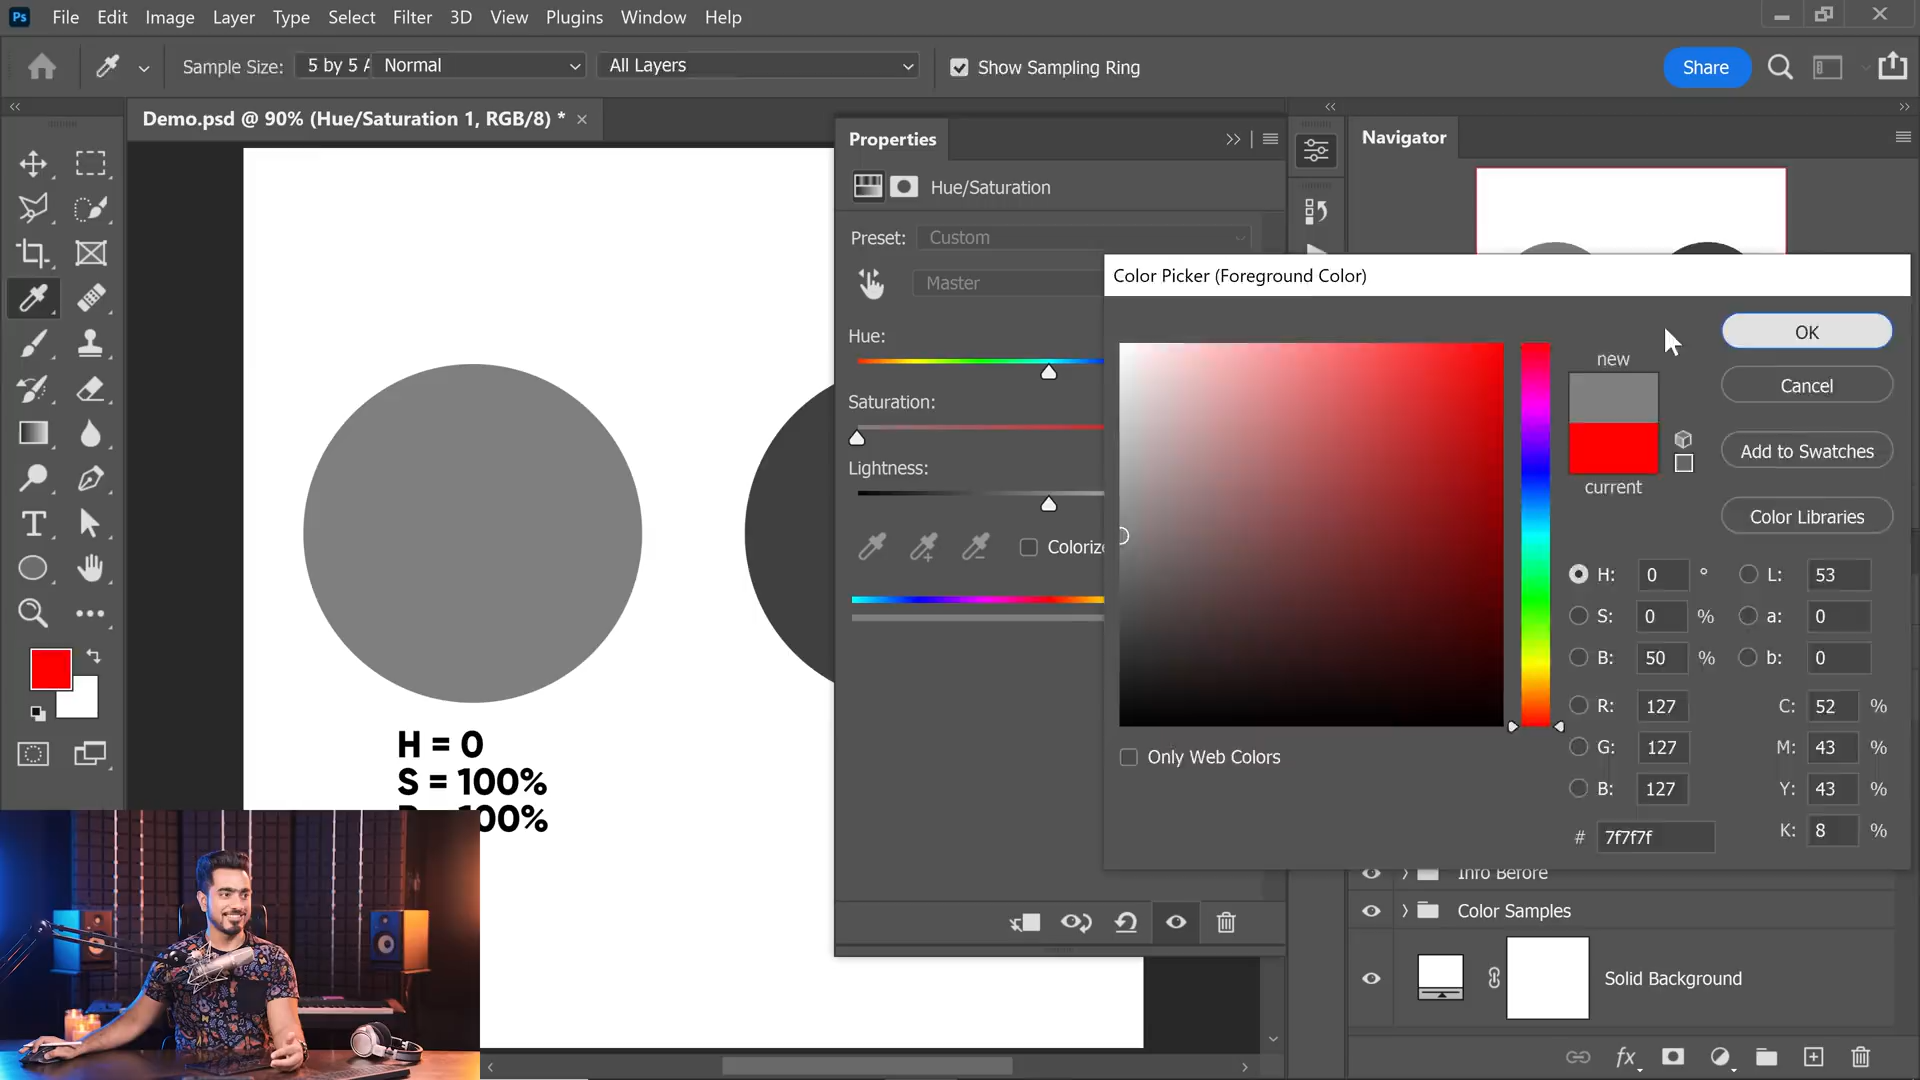 Ps File Edit Image Layer Type Select Filter 3D View Plugins Window Help
Sample Size: 5 by 5 A Normal All Layers Show Sampling Ring Share
Demo.psd @ 90% (Hue/Saturation 1, RGB/8) *
Properties
Hue/Saturation
Preset: Custom
Master
Hue:
Saturation:
Lightness:
Colorize
H = 0
S = 100%
B = 100%
Navigator
Color Picker (Foreground Color)
new
current
OK
Cancel
Add to Swatches
Color Libraries
H: 0 °
S: 0 %
B: 50 %
L: 53
a: 0
b: 0
R: 127
G: 127
B: 127
C: 52 %
M: 43 %
Y: 43 %
K: 8 %
# 7f7f7f
Only Web Colors
Info Before
Color Samples
Solid Background
fx